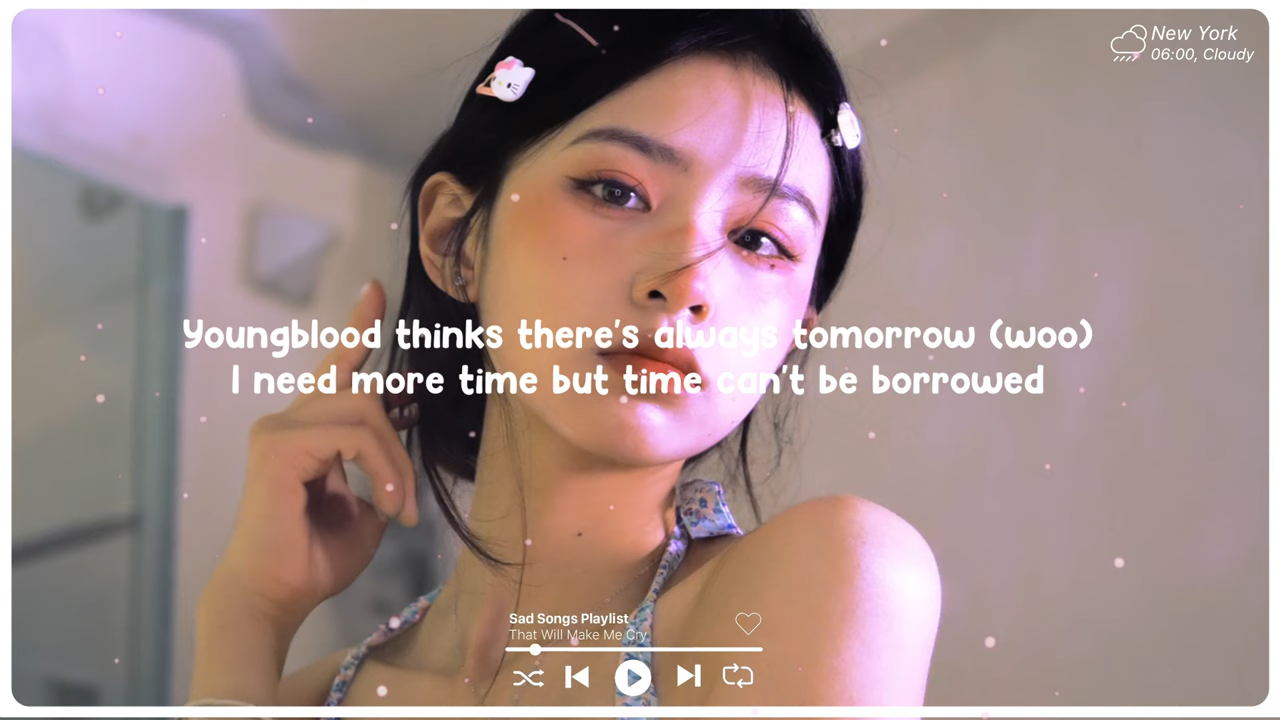 New York
06:00, Cloudy
Youngblood thinks there's always tomorrow (woo)
I need more time but time can't be borrowed
Sad Songs Playlist
That Will Make Me Cry